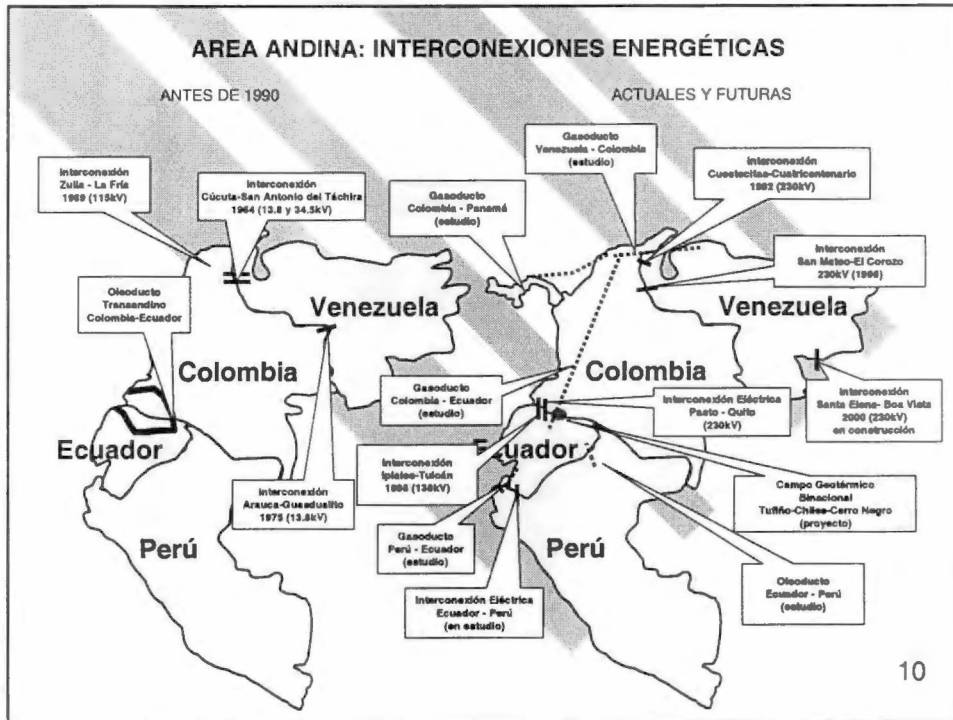 AREA ANDINA: INTERCONEXIONES ENERGÉTICAS
ANTES DE 1990
ACTUALES Y FUTURAS
Interconexión
Zulia - La Fría
1969 (115kV)
Interconexión
Cúcuta-San Antonio del Táchira
1964 (13.8 y 34.5kV)
Oleoducto
Transandino
Colombia-Ecuador
Venezuela
Colombia
Ecuador
Perú
Interconexión
Arauca-Guasdualito
1975 (13.8kV)
Gasoducto
Venezuela - Colombia
(estudio)
Gasoducto
Colombia - Panamá
(estudio)
Interconexión
Cuestecitas-Cuatricentenario
1992 (230kV)
Interconexión
San Mateo-El Corozo
230kV (1996)
Venezuela
Colombia
Gasoducto
Colombia - Ecuador
(estudio)
Interconexión Eléctrica
Pasto - Quito
(230kV)
Interconexión
Santa Elena- Boa Vista
2000 (230kV)
en construcción
Ecuador
Interconexión
Ipiales-Tulcán
1998 (138kV)
Campo Geotérmico
Binacional
Tufiño-Chiles-Cerro Negro
(proyecto)
Gasoducto
Perú - Ecuador
(estudio)
Perú
Interconexión Eléctrica
Ecuador - Perú
(en estudio)
Oleoducto
Ecuador - Perú
(estudio)
10